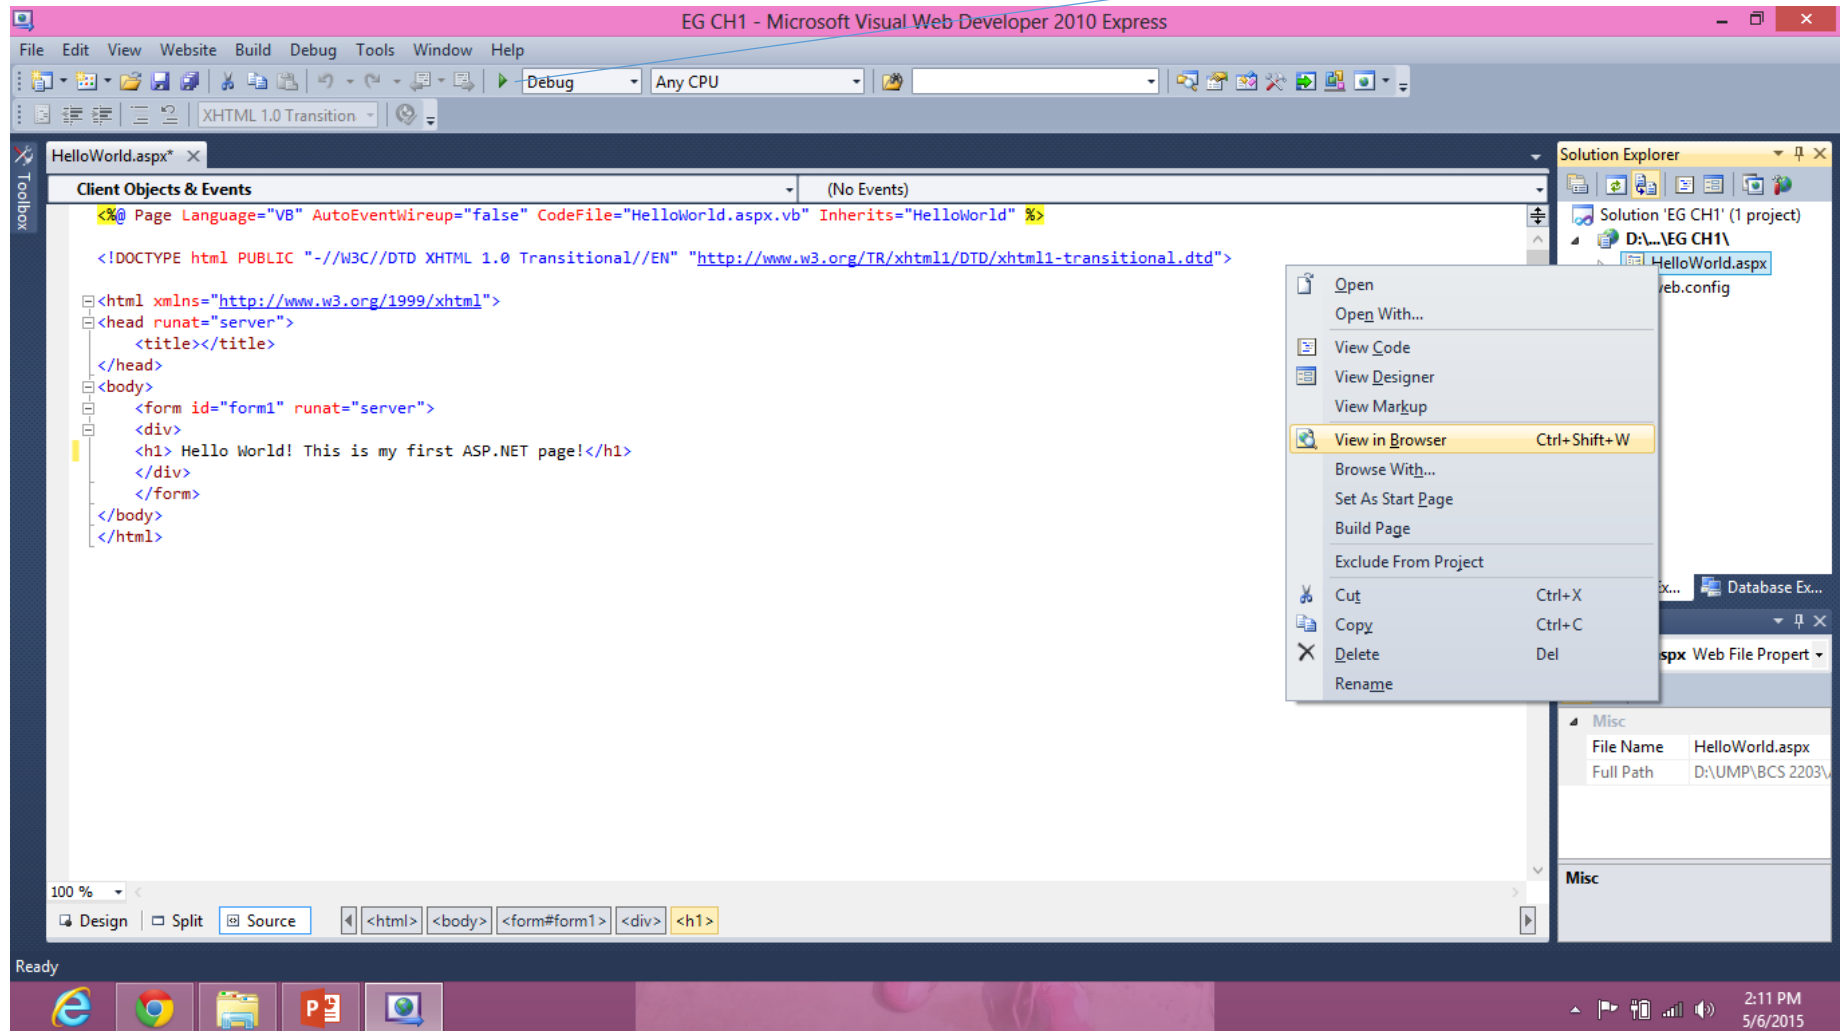 EG CH1 - Microsoft Visual Web Developer 2010 Express
File Edit View Website Build Debug Tools Window Help
Debug Any CPU
XHTML 1.0 Transition
Toolbox
HelloWorld.aspx*
Client Objects & Events (No Events)
<%@ Page Language="VB" AutoEventWireup="false" CodeFile="HelloWorld.aspx.vb" Inherits="HelloWorld" %>
<!DOCTYPE html PUBLIC "-//W3C//DTD XHTML 1.0 Transitional//EN" "http://www.w3.org/TR/xhtml1/DTD/xhtml1-transitional.dtd">
<html xmlns="http://www.w3.org/1999/xhtml">
<head runat="server">
<title></title>
</head>
<body>
<form id="form1" runat="server">
<div>
<h1> Hello World! This is my first ASP.NET page!</h1>
</div>
</form>
</body>
</html>
Open
Open With...
View Code
View Designer
View Markup
View in Browser Ctrl+Shift+W
Browse With...
Set As Start Page
Build Page
Exclude From Project
Cut Ctrl+X
Copy Ctrl+C
Delete Del
Rename
Solution Explorer
Solution 'EG CH1' (1 project)
D:\...\EG CH1\
HelloWorld.aspx
eb.config
x... Database Ex...
spx Web File Propert
Misc
File Name HelloWorld.aspx
Full Path D:\UMP\BCS 2203\
Misc
100 %
Design Split Source <html> <body> <form#form1> <div> <h1>
Ready
2:11 PM
5/6/2015